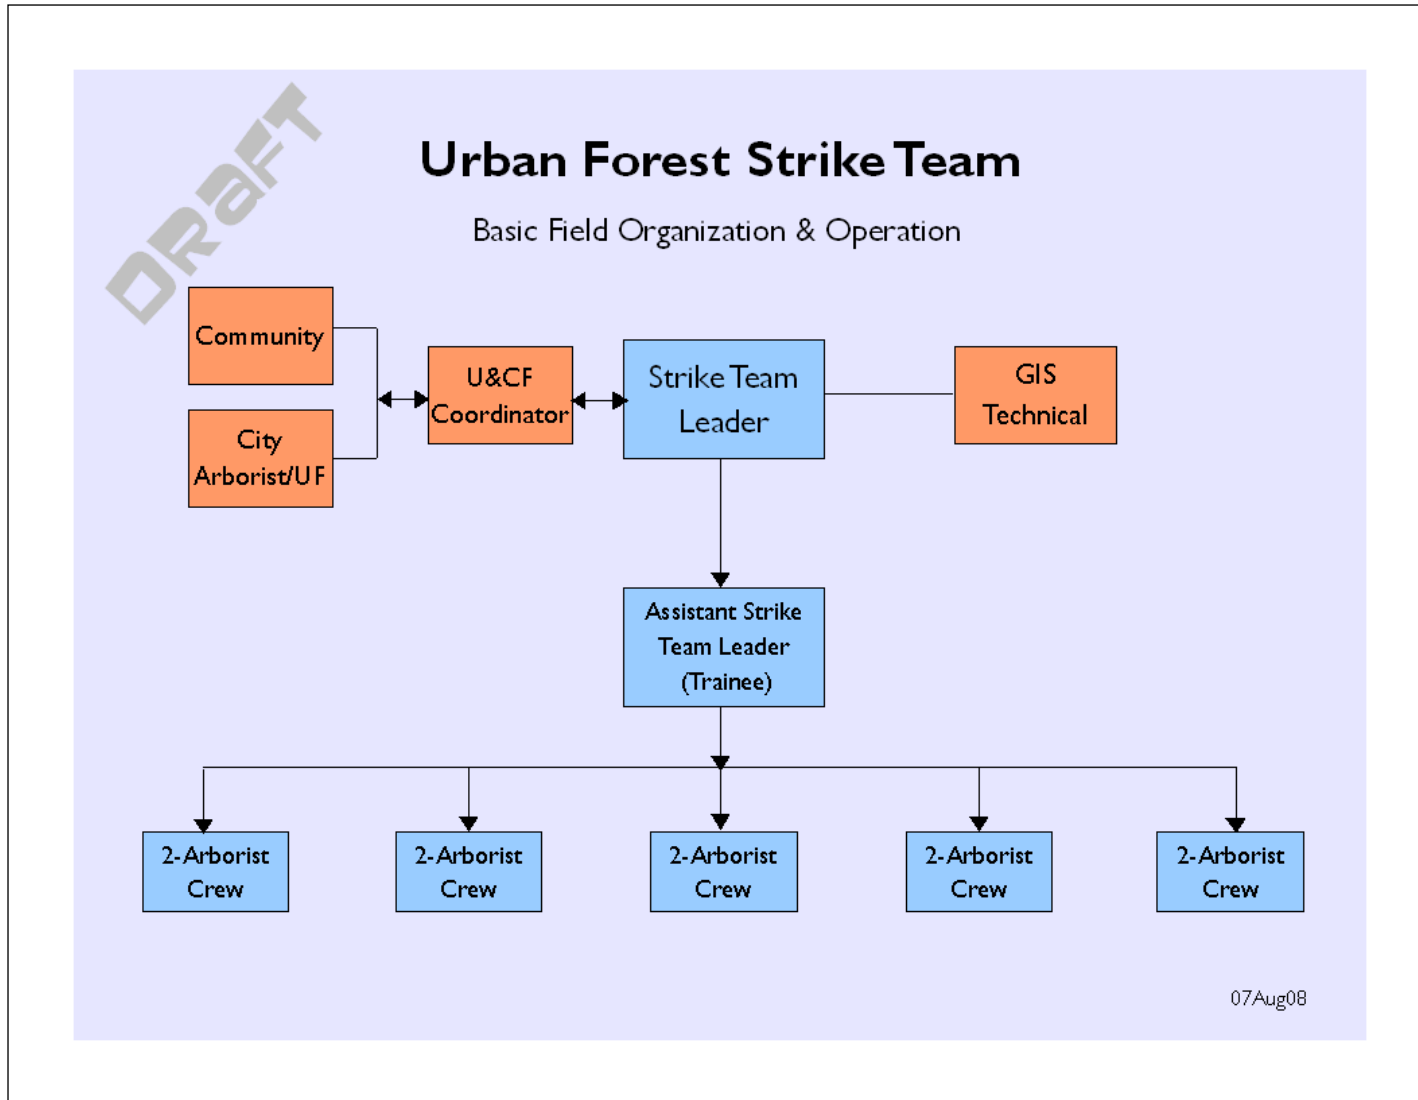 DRaFT
Urban Forest Strike Team
Basic Field Organization & Operation
Community
City
Arborist/UF
U&CF
Coordinator
Strike Team
Leader
GIS
Technical
Assistant Strike
Team Leader
(Trainee)
2-Arborist
Crew
2-Arborist
Crew
2-Arborist
Crew
2-Arborist
Crew
2-Arborist
Crew
07Aug08